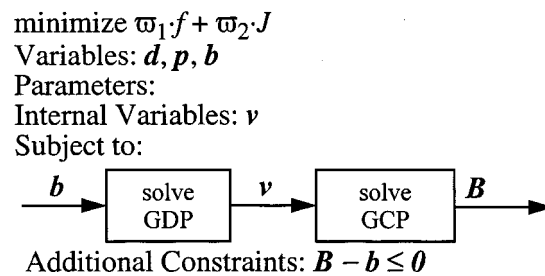 minimize ϖ₁·f + ϖ₂·J
Variables: d, p, b
Parameters:
Internal Variables: v
Subject to:
b solve GDP v solve GCP B
Additional Constraints: B − b ≤ 0